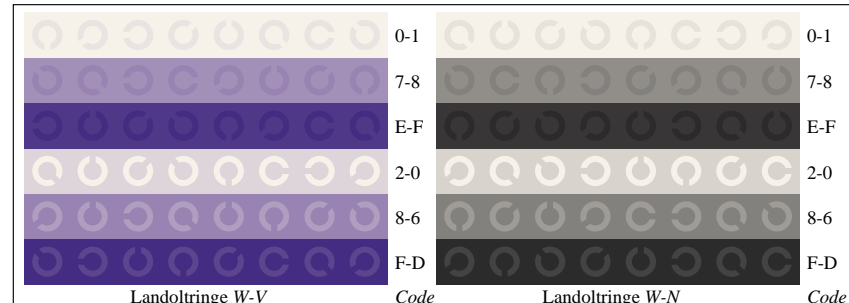 0-1
7-8
E-F
2-0
8-6
F-D
Landoltringe W-V Code
0-1
7-8
E-F
2-0
8-6
F-D
Landoltringe W-N Code